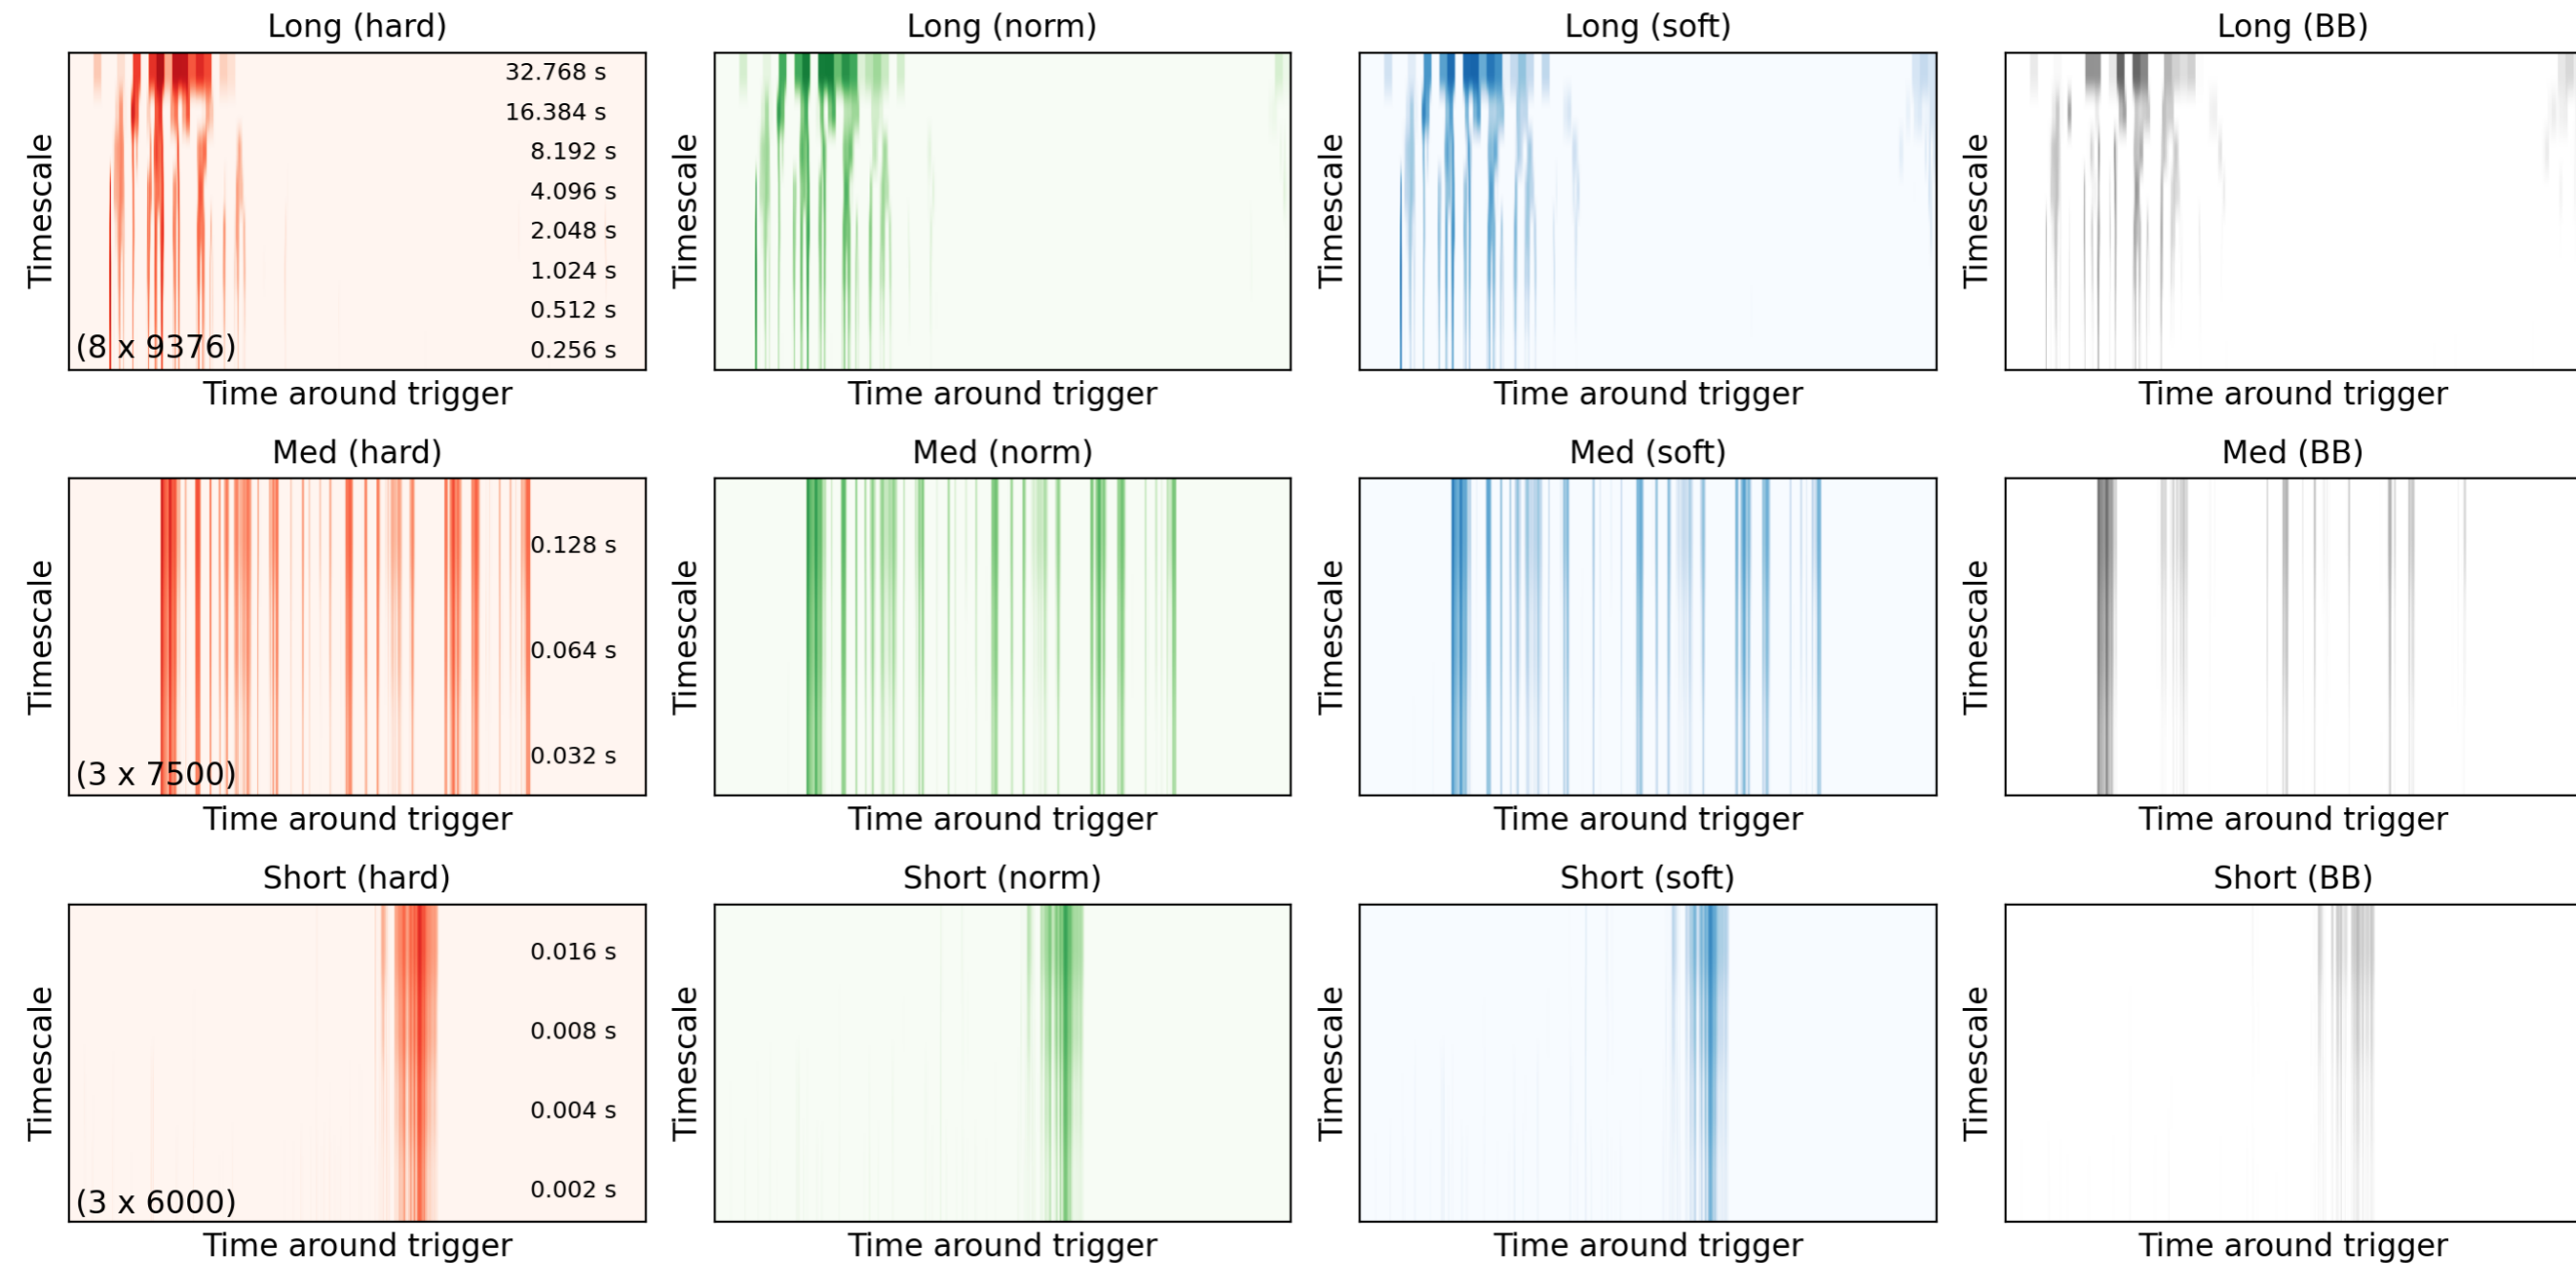 Long (hard)
Long (norm)
Long (soft)
Long (BB)
Timescale
32.768 s
16.384 s
8.192 s
4.096 s
2.048 s
1.024 s
0.512 s
0.256 s
(8 x 9376)
Timescale
Timescale
Timescale
Time around trigger
Time around trigger
Time around trigger
Time around trigger
Med (hard)
Med (norm)
Med (soft)
Med (BB)
Timescale
0.128 s
0.064 s
0.032 s
(3 x 7500)
Timescale
Timescale
Timescale
Time around trigger
Time around trigger
Time around trigger
Time around trigger
Short (hard)
Short (norm)
Short (soft)
Short (BB)
Timescale
0.016 s
0.008 s
0.004 s
0.002 s
(3 x 6000)
Timescale
Timescale
Timescale
Time around trigger
Time around trigger
Time around trigger
Time around trigger